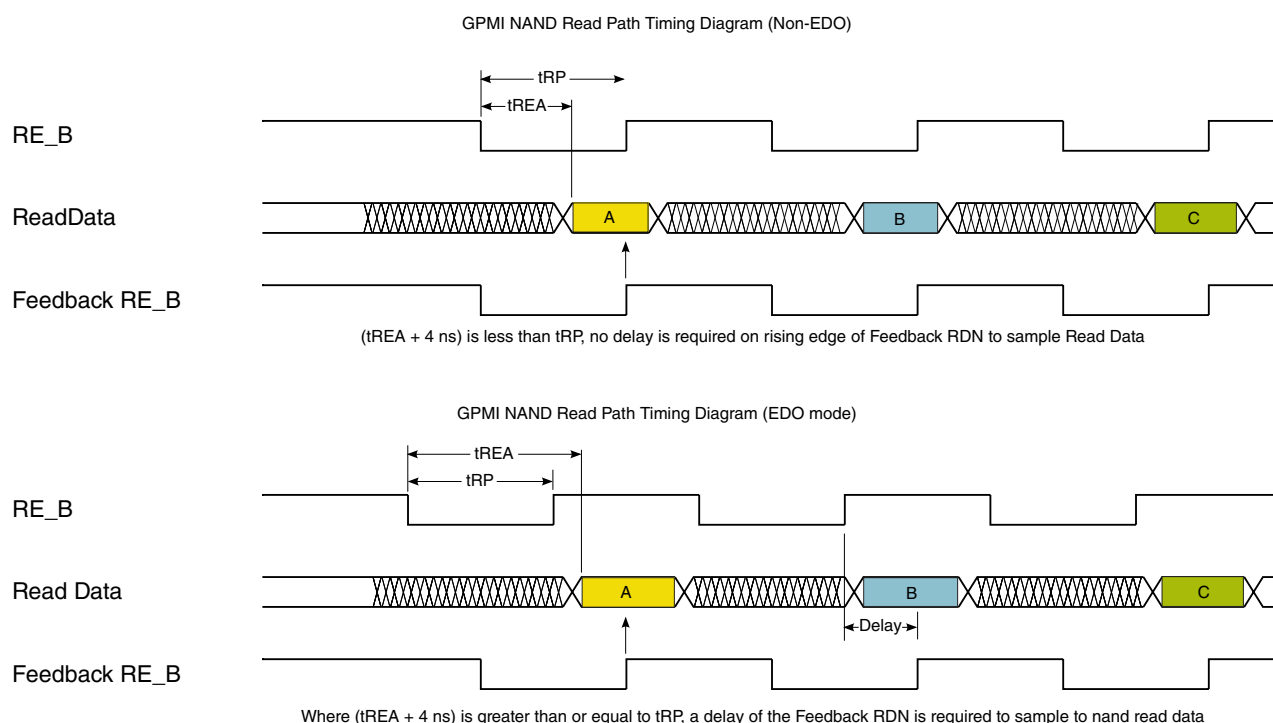 GPMI NAND Read Path Timing Diagram (Non-EDO)
tRP
tREA
RE_B
ReadData
A
B
C
Feedback RE_B
(tREA + 4 ns) is less than tRP, no delay is required on rising edge of Feedback RDN to sample Read Data
GPMI NAND Read Path Timing Diagram (EDO mode)
tREA
tRP
RE_B
Read Data
A
B
C
Delay
Feedback RE_B
Where (tREA + 4 ns) is greater than or equal to tRP, a delay of the Feedback RDN is required to sample to nand read data